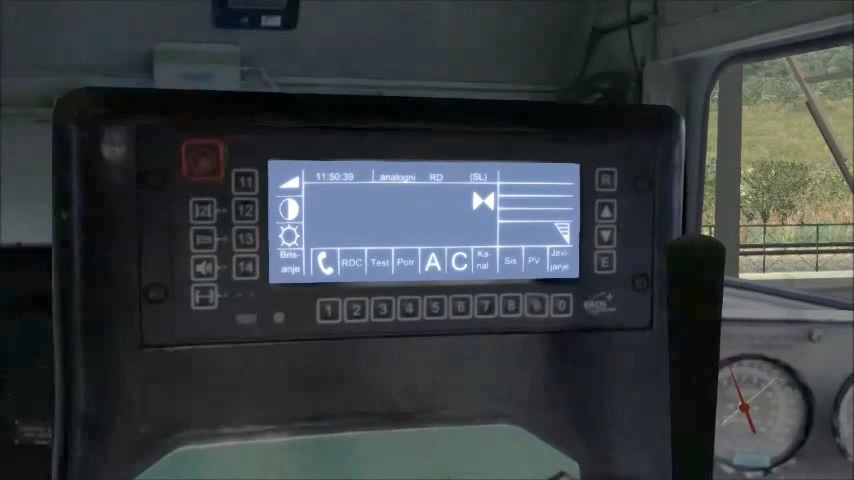 11:50:39 analogni RD (SL)
11 R
12
13
14 E
Bris-
anje
RDC Test Potr A C Ka-
nal
Sis PV Javl-
janje
1 2 3 4 5 6 7 8 9 0